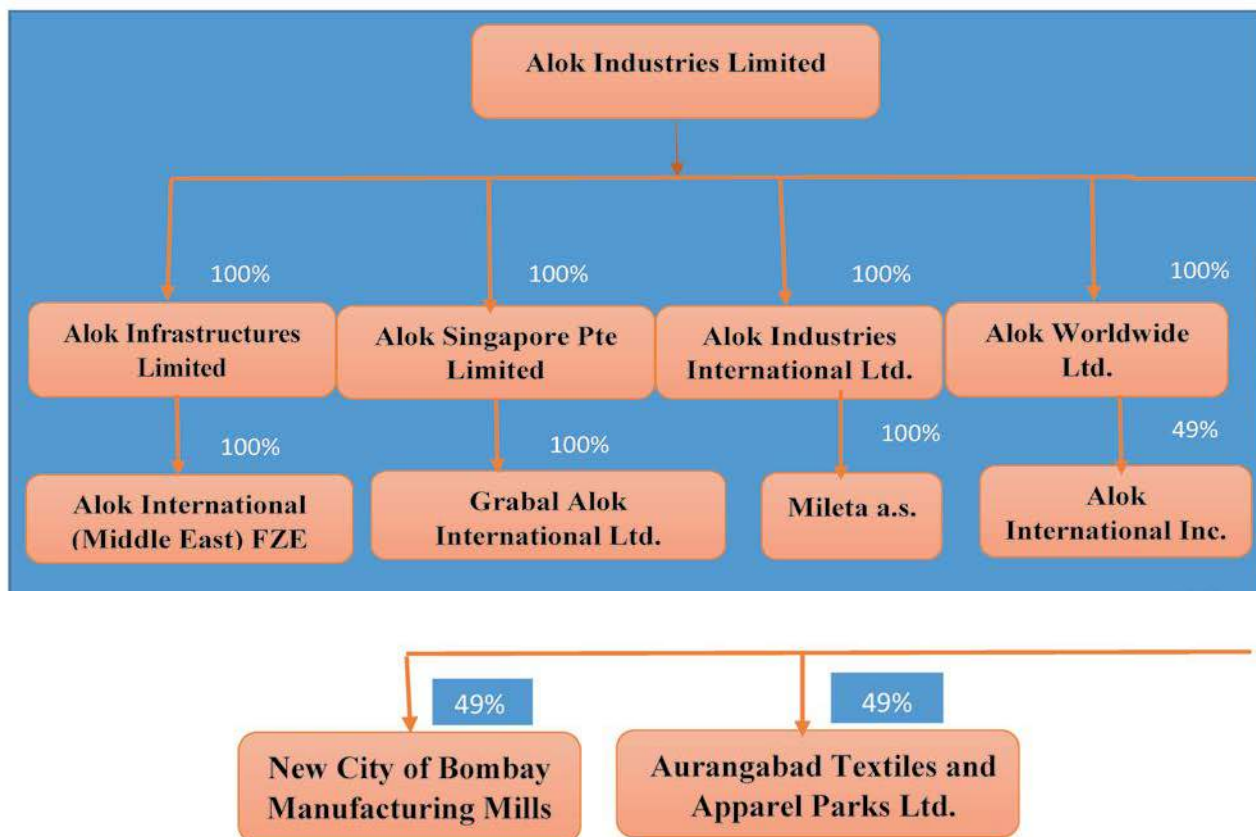 Alok Industries Limited
100%
100%
100%
100%
Alok Infrastructures
Limited
Alok Singapore Pte
Limited
Alok Industries
International Ltd.
Alok Worldwide
Ltd.
100%
100%
100%
49%
Alok International
(Middle East) FZE
Grabal Alok
International Ltd.
Mileta a.s.
Alok
International Inc.
49%
49%
New City of Bombay
Manufacturing Mills
Aurangabad Textiles and
Apparel Parks Ltd.